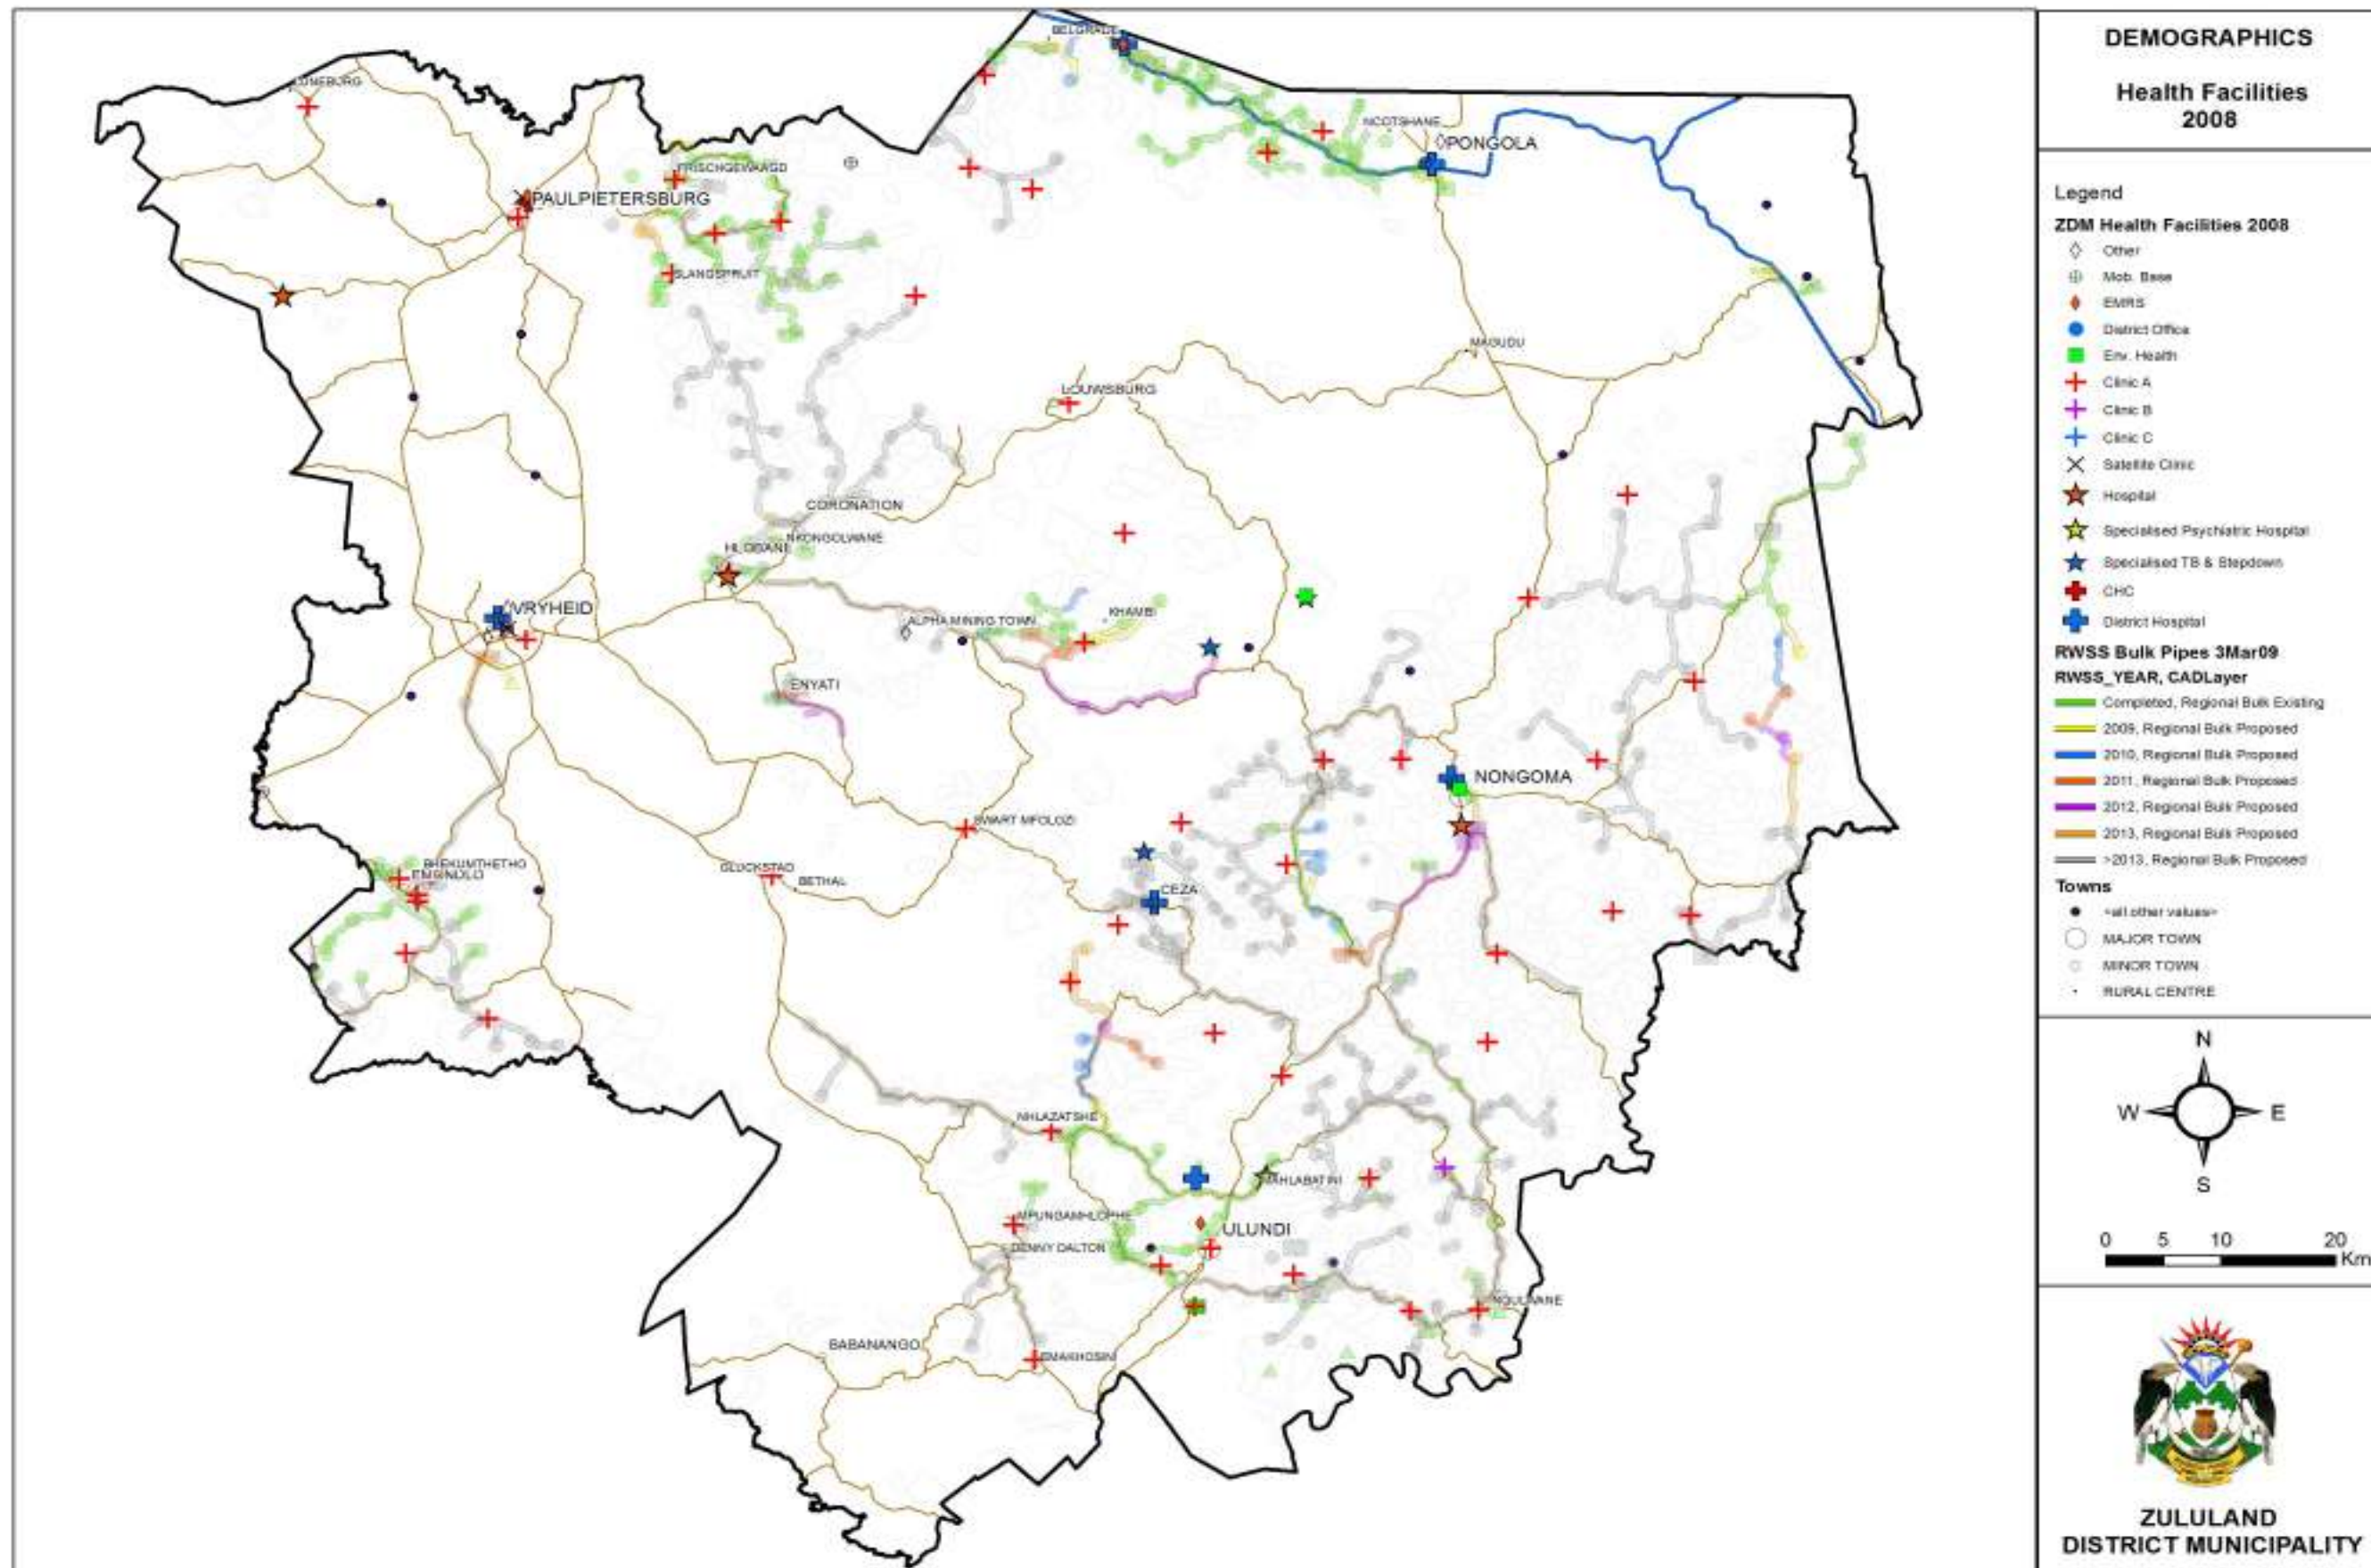 DEMOGRAPHICS
Health Facilities
2008
Legend
ZDM Health Facilities 2008
Other
Mob. Base
EMRS
District Office
Env. Health
Clinic A
Clinic B
Clinic C
Satellite Clinic
Hospital
Specialised Psychiatric Hospital
Specialised TB & Stepdown
CHC
District Hospital
RWSS Bulk Pipes 3Mar09
RWSS_YEAR, CADLayer
Completed, Regional Bulk Existing
2009, Regional Bulk Proposed
2010, Regional Bulk Proposed
2011, Regional Bulk Proposed
2012, Regional Bulk Proposed
2013, Regional Bulk Proposed
>2013, Regional Bulk Proposed
Towns
<all other values>
MAJOR TOWN
MINOR TOWN
RURAL CENTRE
N
W
E
S
0 5 10 20
Km
ZULULAND
DISTRICT MUNICIPALITY
BELGRADE
LUNEBURG
NCOTSHANE
PONGOLA
FRISCHGEWAAGD
PAULPIETERSBURG
SLANGSPRUIT
MAGUDU
LOUWSBURG
CORONATION
NKONGOLWANE
HLOBANE
VRYHEID
ALPHA MINING TOWN
KHAMBI
ENYATI
NONGOMA
SWART MFOLOZI
BHEKUMTHETHO
EMONDLO
GLUCKSTAD
BETHAL
CEZA
NHLAZATSHE
MAHLABATINI
MPUNGAMHLOPHE
ULUNDI
DENNY DALTON
BABANANGO
EMAKHOSINI